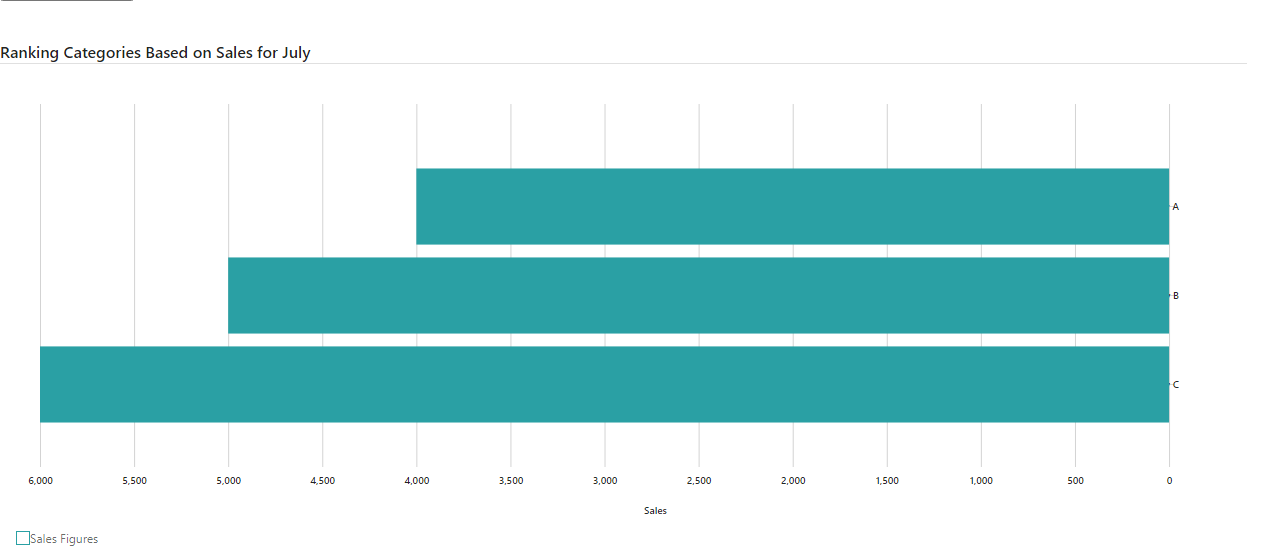 Ranking Categories Based on Sales for July
A
B
C
6,000 5,500 5,000 4,500 4,000 3,500 3,000 2,500 2,000 1,500 1,000 500 0
Sales
Sales Figures